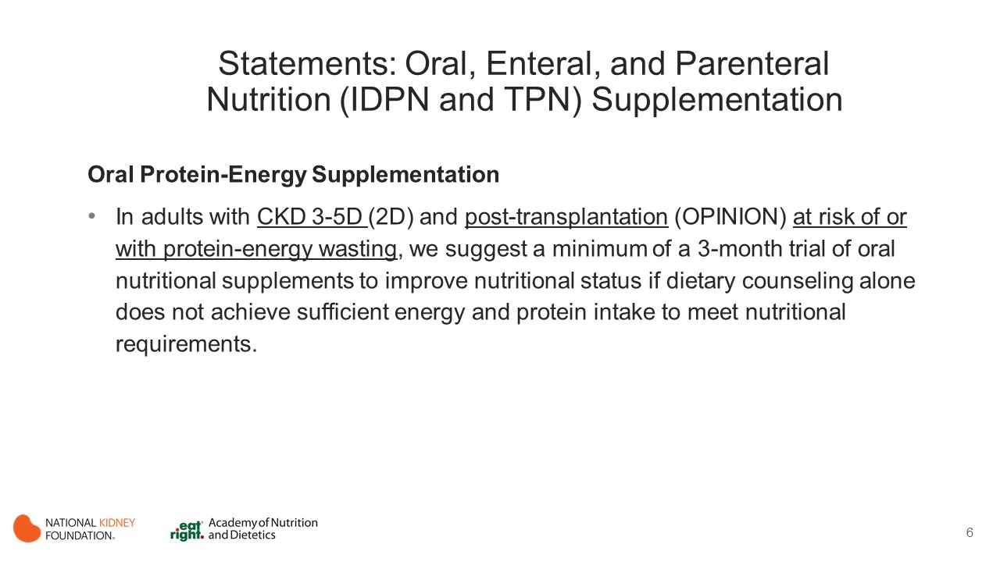 Statements: Oral, Enteral, and Parenteral
Nutrition (IDPN and TPN) Supplementation
Oral Protein-Energy Supplementation
• In adults with CKD 3-5D (2D) and post-transplantation (OPINION) at risk of or
with protein-energy wasting, we suggest a minimum of a 3-month trial of oral
nutritional supplements to improve nutritional status if dietary counseling alone
does not achieve sufficient energy and protein intake to meet nutritional
requirements.
NATIONAL KIDNEY
FOUNDATION®
eat
right.
Academy of Nutrition
and Dietetics
6